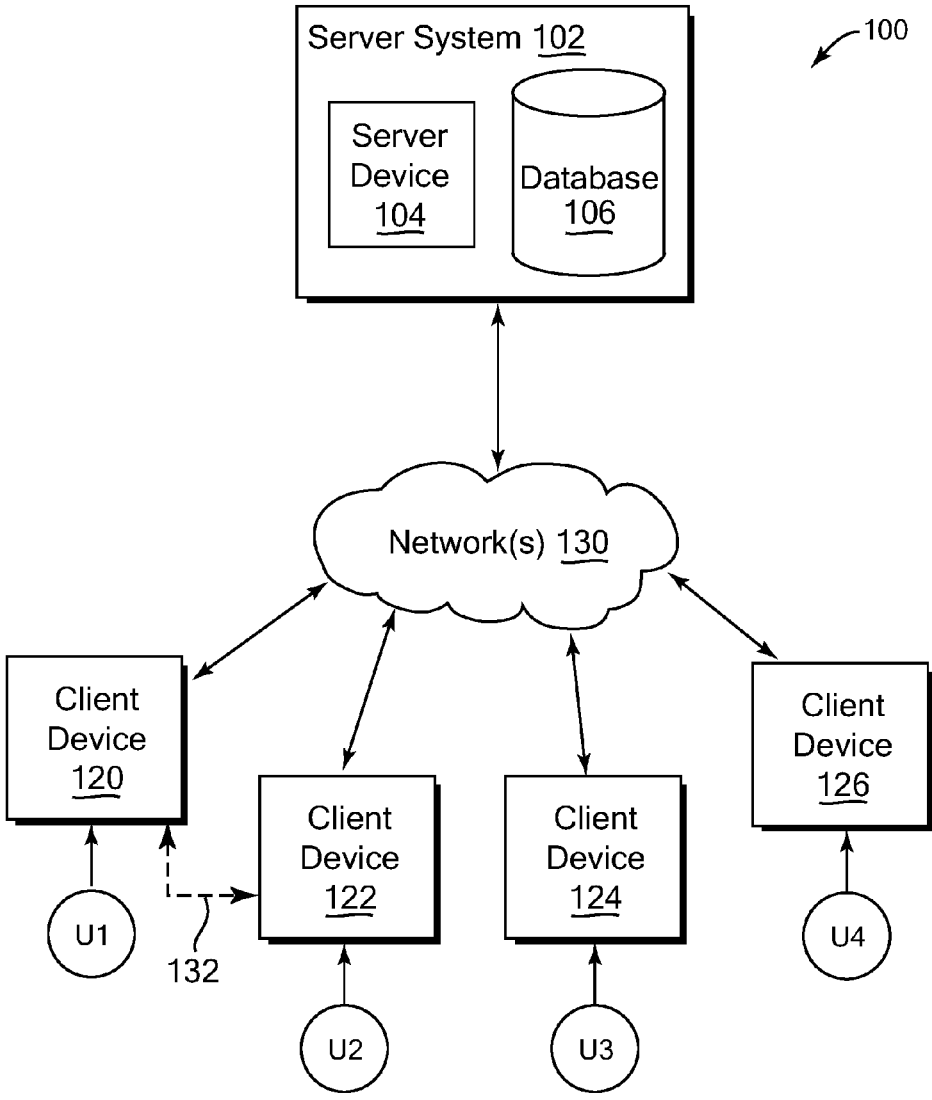 Server System 102
100
Server
Device
104
Database
106
Network(s) 130
Client
Device
120
Client
Device
126
Client
Device
122
Client
Device
124
U1
132
U4
U2
U3